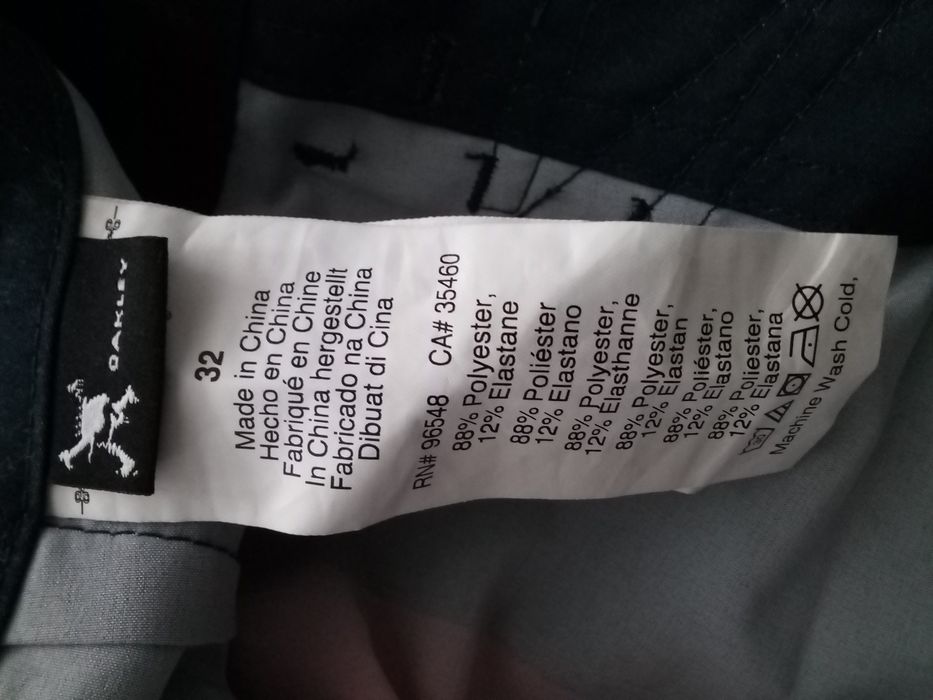 OAKLEY
32
Made in China
Hecho en China
Fabriqué en Chine
In China hergestellt
Fabricado na China
Dibuat di Cina
RN# 96548 CA# 35460
88% Polyester,
12% Elastane
88% Poliéster
12% Elastano
88% Polyester,
12% Elasthanne
88% Polyester,
12% Elastan
88% Poliéster,
12% Elastano
88% Poliester,
12% Elastana
30
Machine Wash Cold,